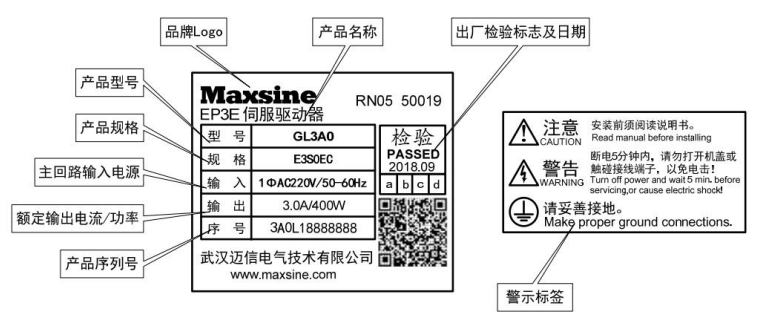 品牌Logo
产品名称
出厂检验标志及日期
产品型号
产品规格
主回路输入电源
额定输出电流/功率
产品序列号
Maxsine
RN05 50019
EP3E 伺服驱动器
型 号 GL3A0
规 格 E3S0EC
输 入 1ΦAC220V/50-60Hz
输 出 3.0A/400W
序 号 3A0L18888888
检验
PASSED
2018.09
a b c d
武汉迈信电气技术有限公司
www.maxsine.com
注意
CAUTION
安装前须阅读说明书。
Read manual before installing
警告
WARNING
断电5分钟内，请勿打开机盖或
触碰接线端子，以免电击！
Turn off power and wait 5 min. before
servicing,or cause electric shock!
请妥善接地。
Make proper ground connections.
警示标签